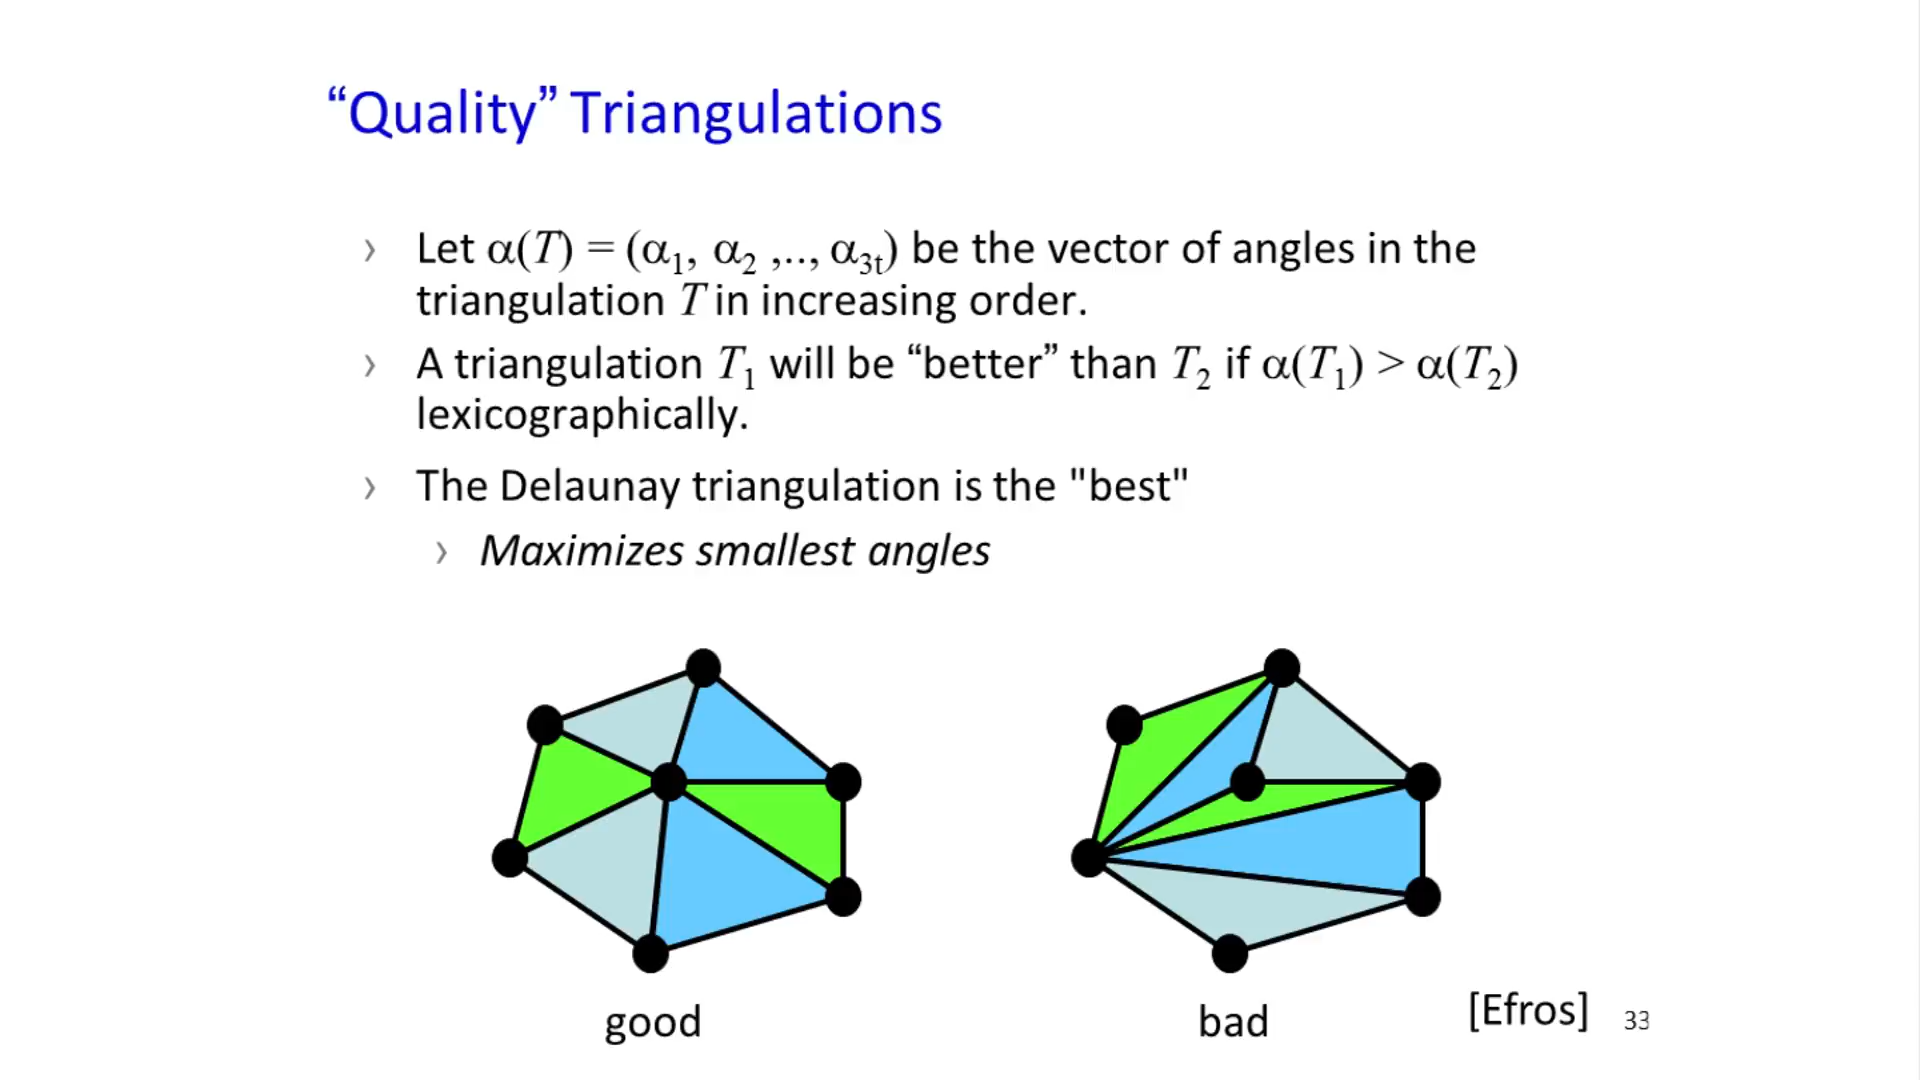 “Quality” Triangulations
› Let α(T) = (α₁, α₂ ,.., α₃ₜ) be the vector of angles in the
triangulation T in increasing order.
› A triangulation T₁ will be “better” than T₂ if α(T₁) > α(T₂)
lexicographically.
› The Delaunay triangulation is the "best"
› Maximizes smallest angles
good
bad
[Efros]
33